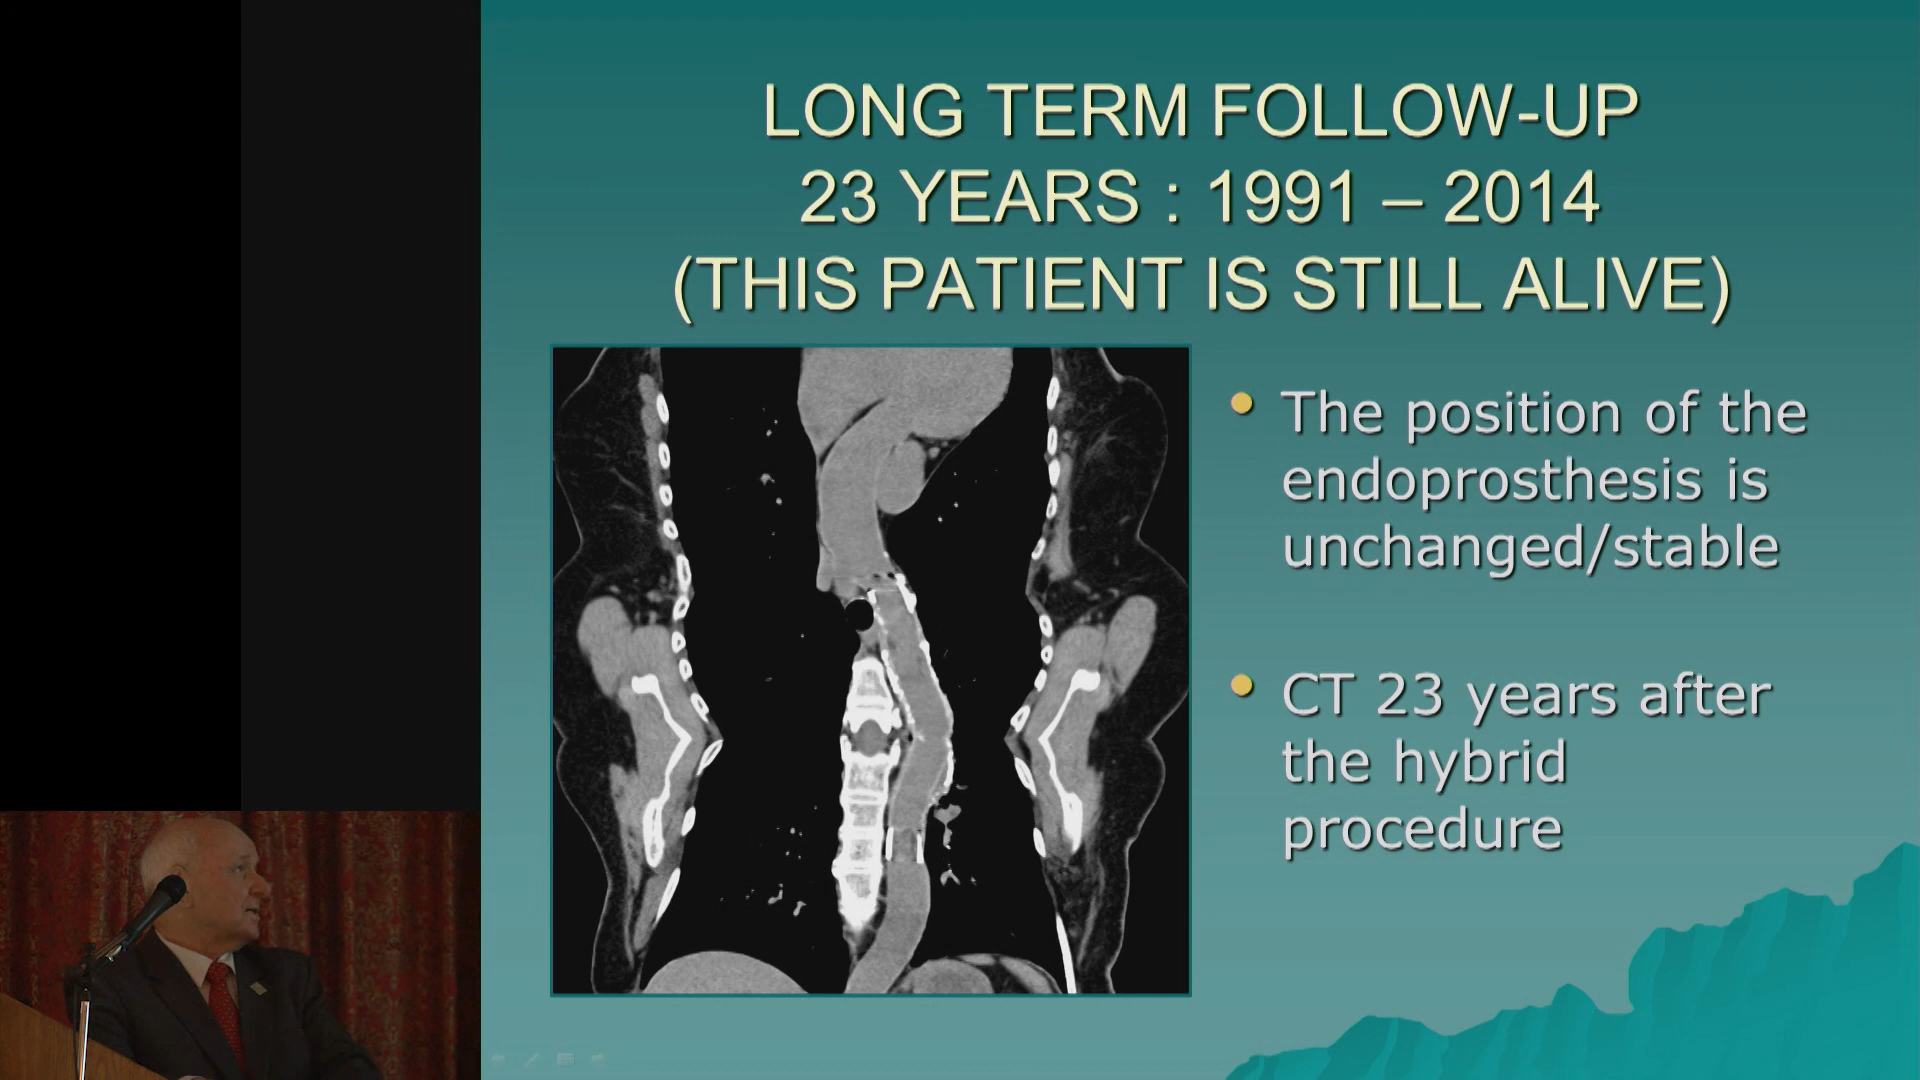 LONG TERM FOLLOW-UP
23 YEARS : 1991 – 2014
(THIS PATIENT IS STILL ALIVE)
The position of the
endoprosthesis is
unchanged/stable
CT 23 years after
the hybrid
procedure